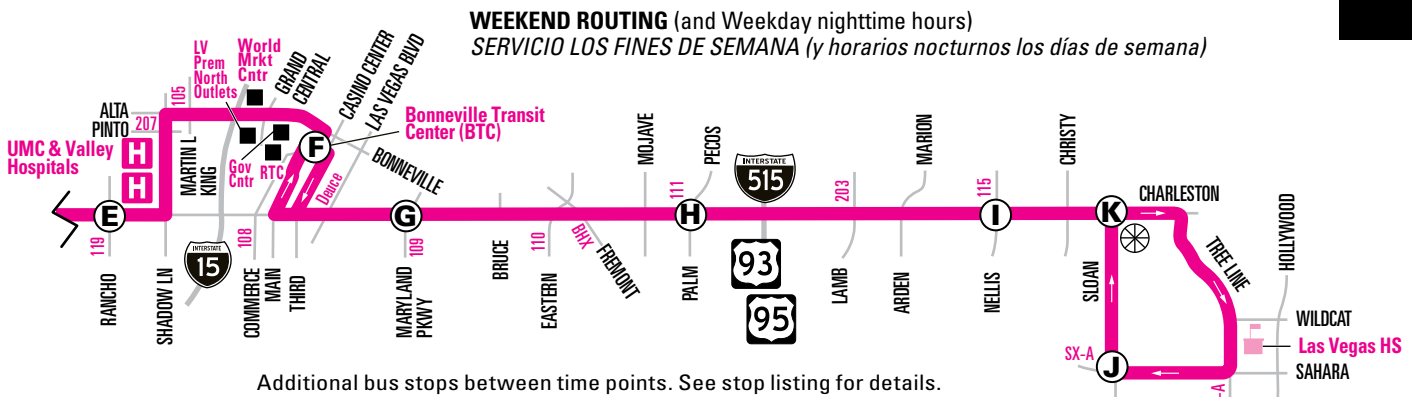 WEEKEND ROUTING (and Weekday nighttime hours)
SERVICIO LOS FINES DE SEMANA (y horarios nocturnos los días de semana)
LV
Prem
North
Outlets
World
Mrkt
Cntr
GRAND
CENTRAL
CASINO CENTER
LAS VEGAS BLVD
105
ALTA
PINTO
207
UMC & Valley
Hospitals
H
H
MARTIN L
KING
Gov
Cntr
RTC
F
Bonneville Transit
Center (BTC)
BONNEVILLE
Deuce
MOJAVE
PECOS
111
INTERSTATE
515
203
MARION
115
CHRISTY
E
G
H
I
K
CHARLESTON
TREE LINE
HOLLYWOOD
119
RANCHO
SHADOW LN
INTERSTATE
15
108
COMMERCE
MAIN
THIRD
109
MARYLAND
PKWY
BRUCE
110
EASTERN
BHX
FREMONT
PALM
93
95
LAMB
ARDEN
NELLIS
SLOAN
WILDCAT
Las Vegas HS
SX-A
J
SAHARA
-A
Additional bus stops between time points. See stop listing for details.